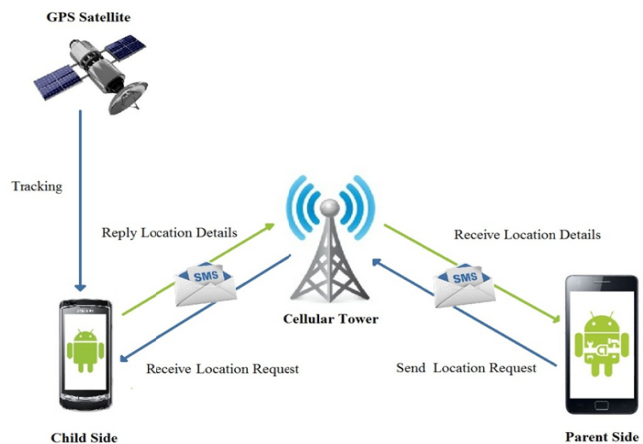 GPS Satellite
Tracking
Reply Location Details
Receive Location Details
SMS
SMS
Cellular Tower
Receive Location Request
Send Location Request
Child Side
Parent Side